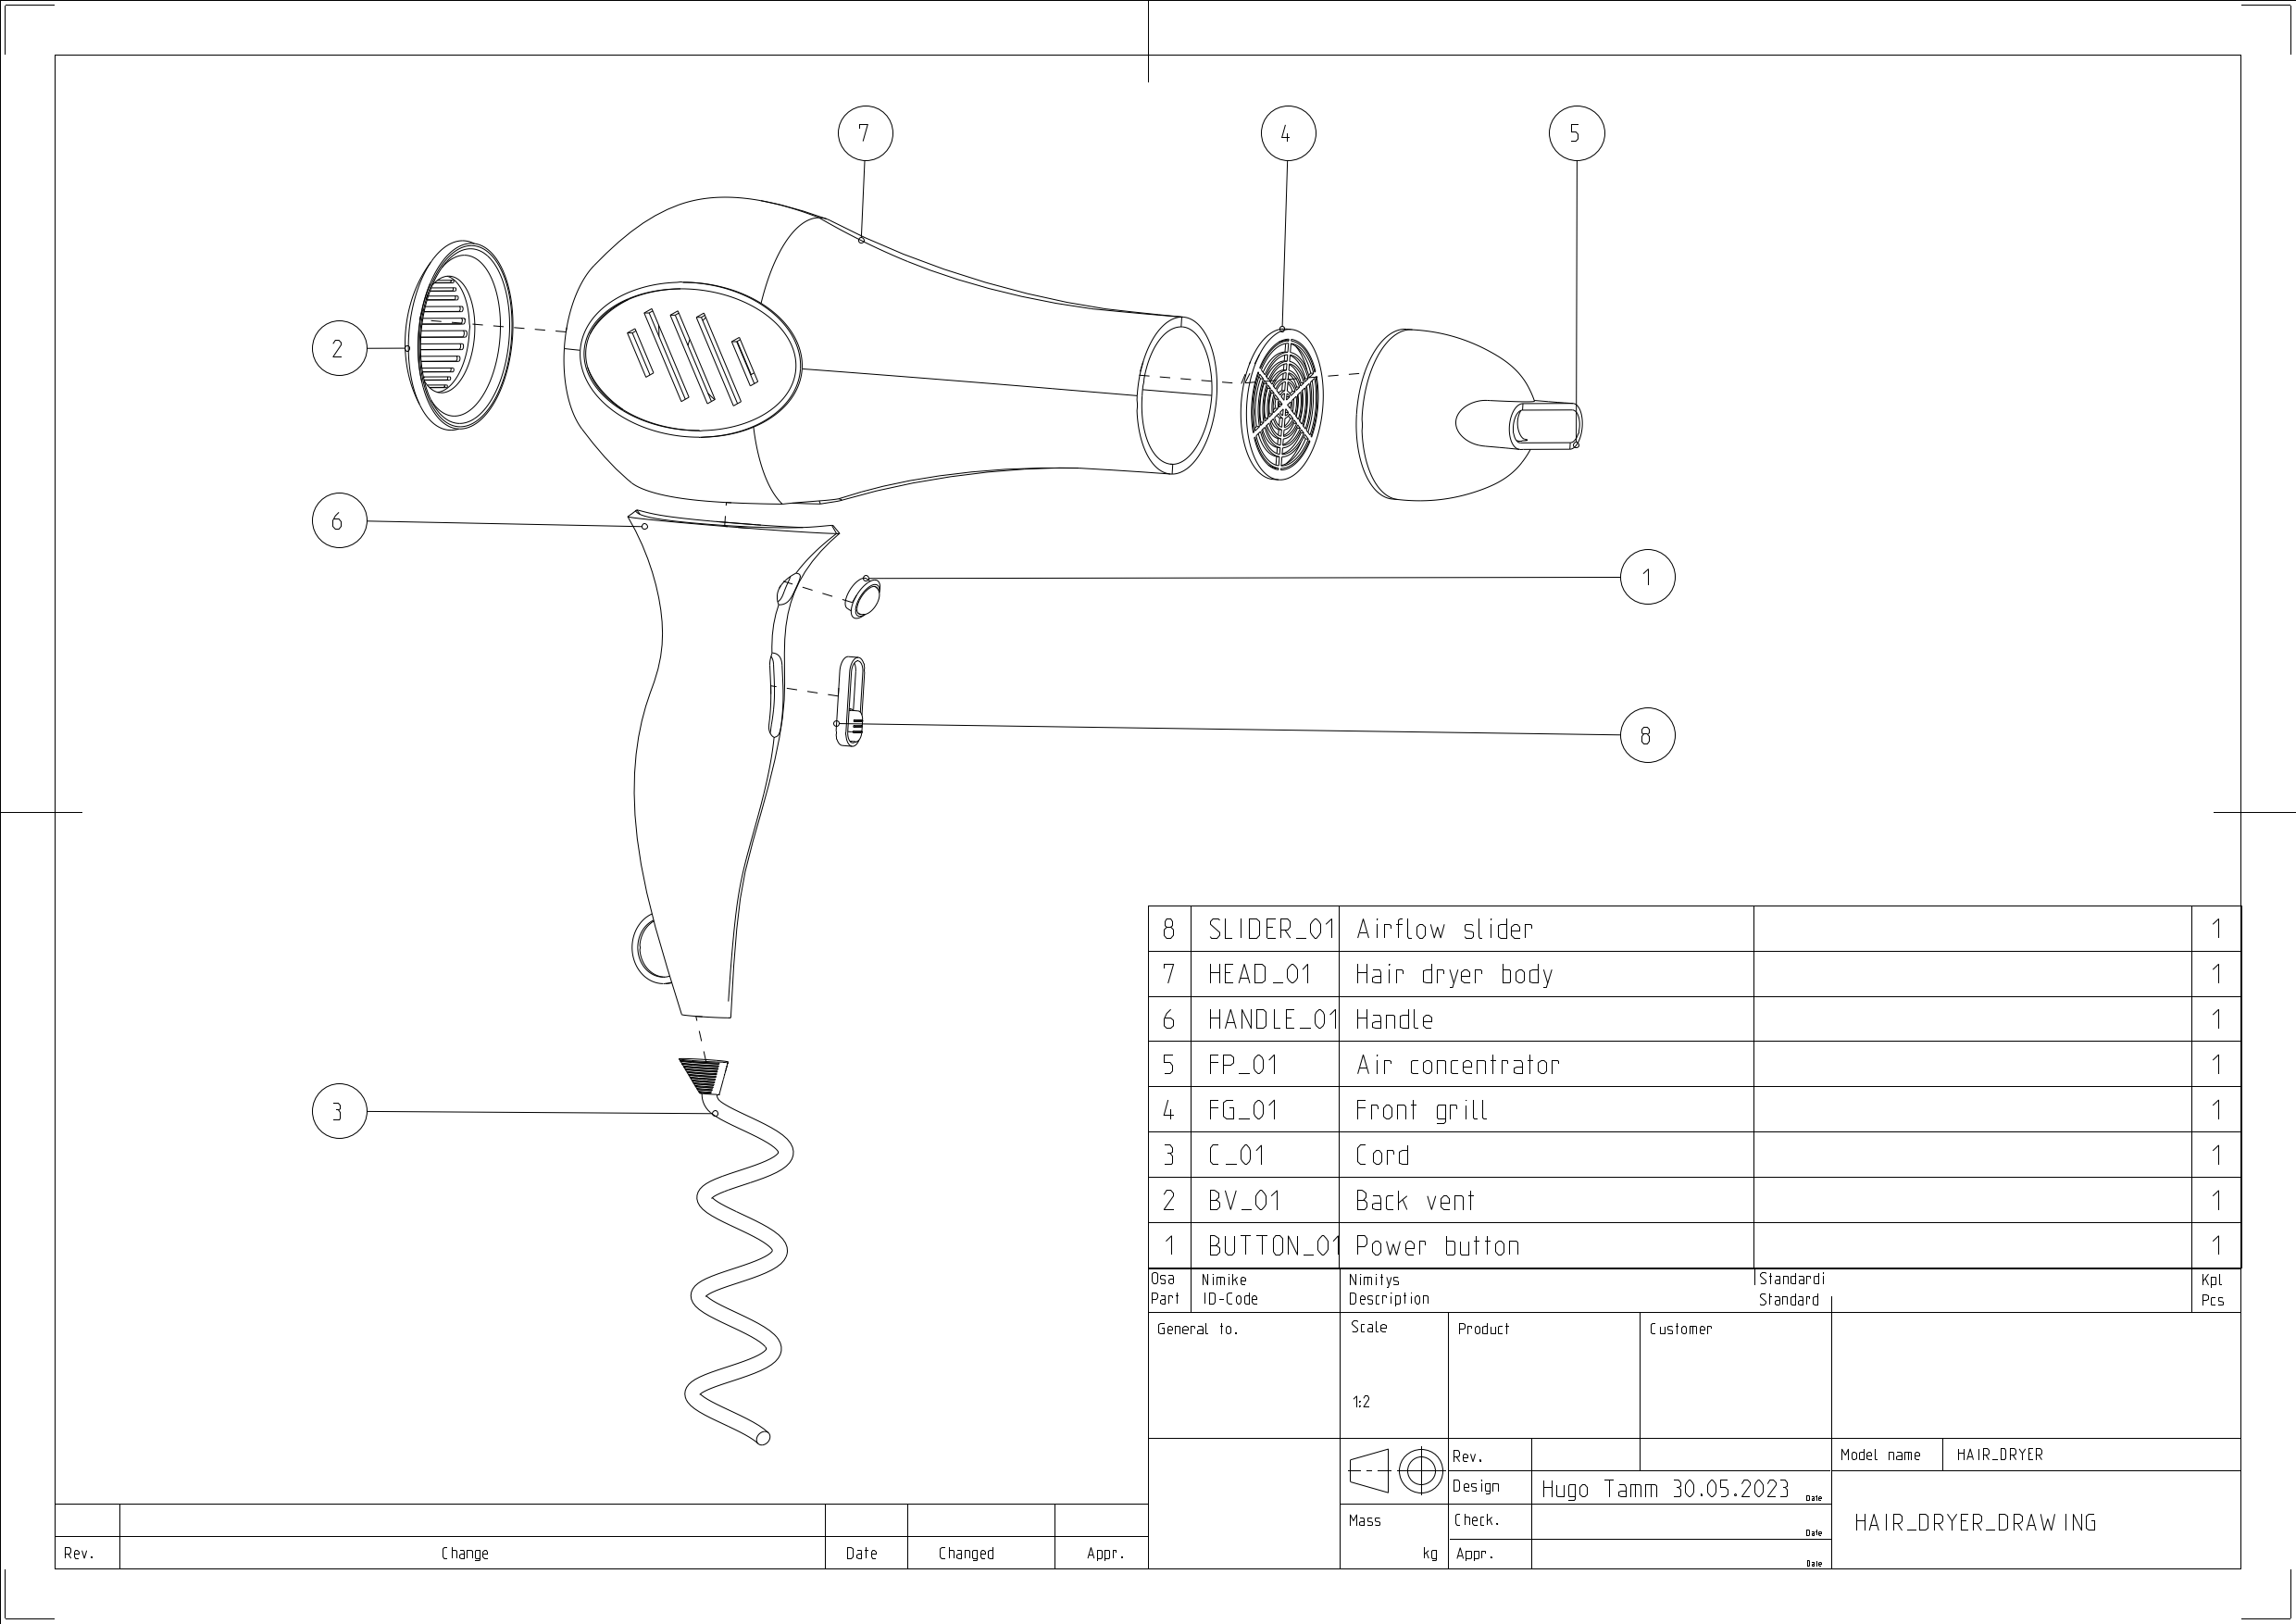 7
4
5
2
6
1
8
3
8 SLIDER_01 Airflow slider 1
7 HEAD_01 Hair dryer body 1
6 HANDLE_01 Handle 1
5 FP_01 Air concentrator 1
4 FG_01 Front grill 1
3 C_01 Cord 1
2 BV_01 Back vent 1
1 BUTTON_01 Power button 1
Osa Nimike Nimitys Standardi Kpl
Part ID-Code Description Standard Pcs
General to. Scale Product Customer
1:2
Rev. Model name HAIR_DRYER
Design Hugo Tamm 30.05.2023 Date
Mass Check. Date HAIR_DRYER_DRAWING
kg Appr. Date
Rev. Change Date Changed Appr.